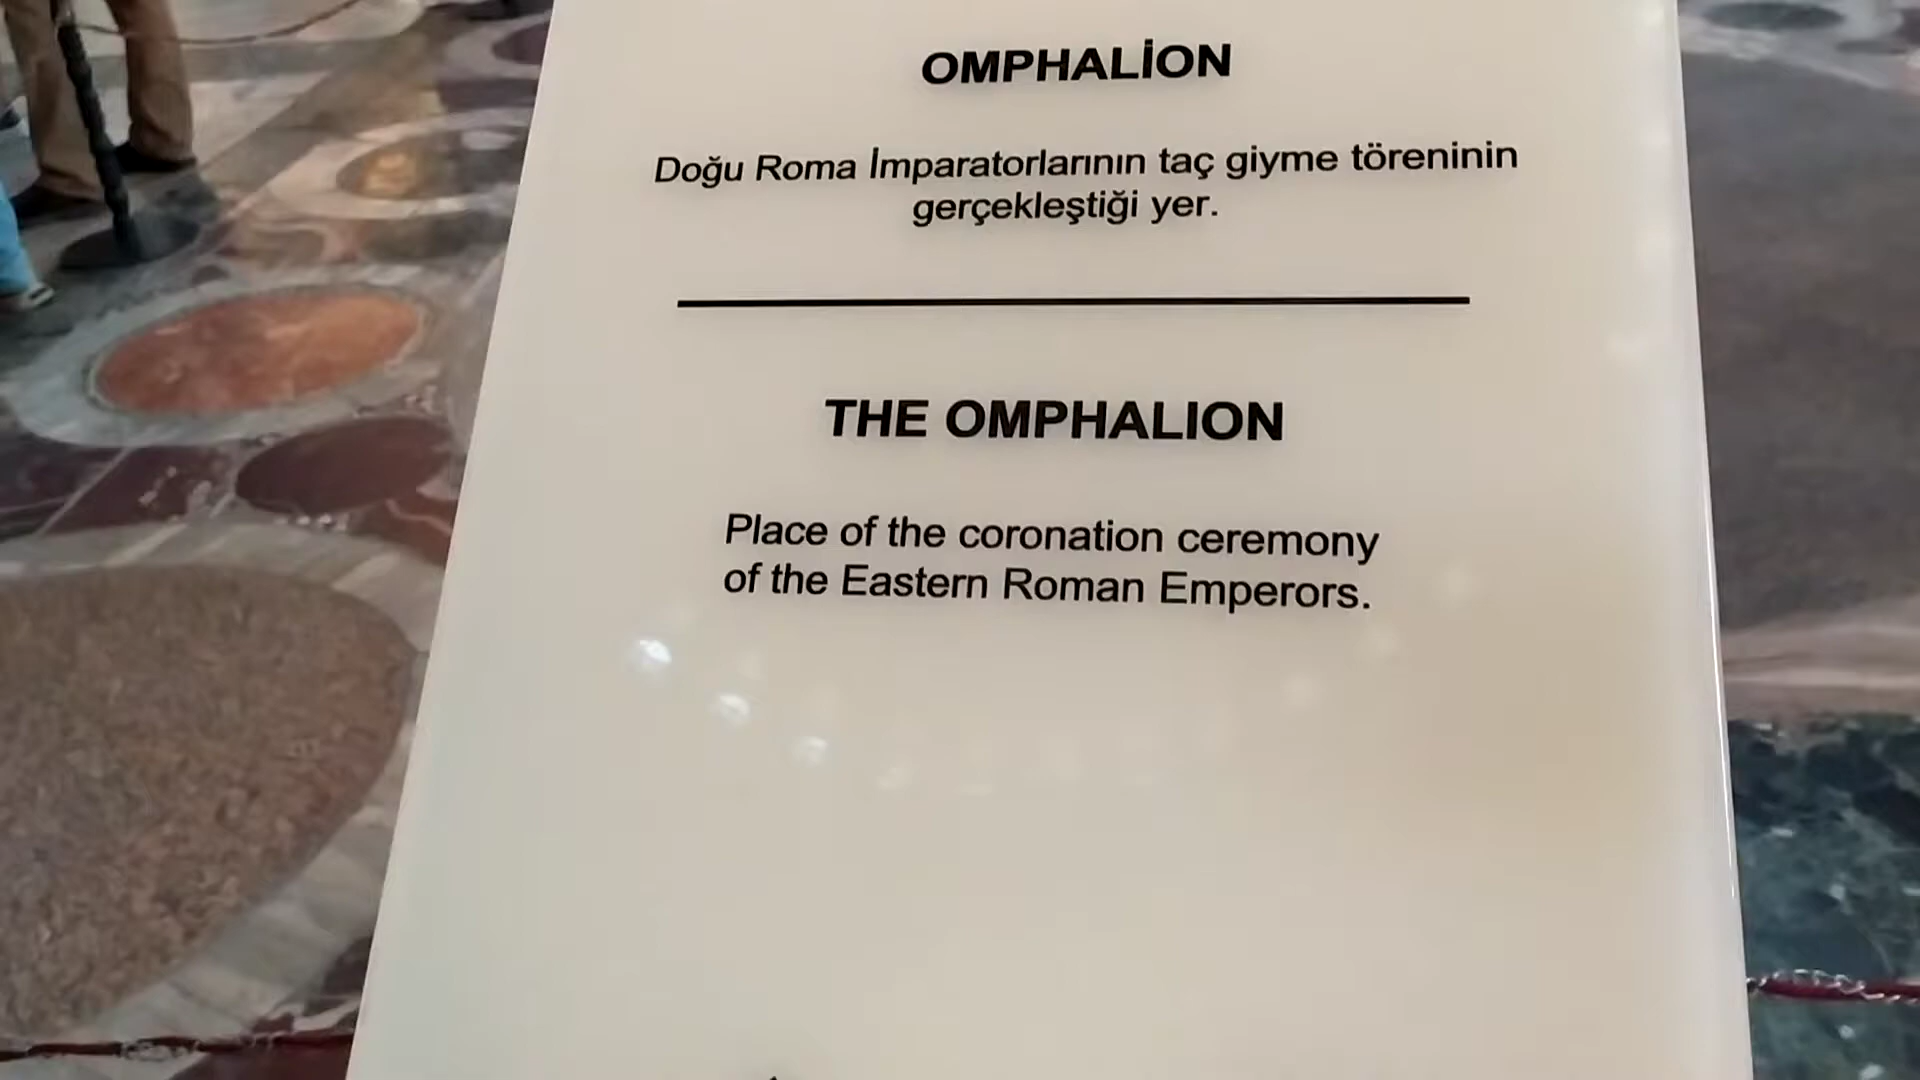 OMPHALİON
Doğu Roma İmparatorlarının taç giyme töreninin
gerçekleştiği yer.
THE OMPHALION
Place of the coronation ceremony
of the Eastern Roman Emperors.